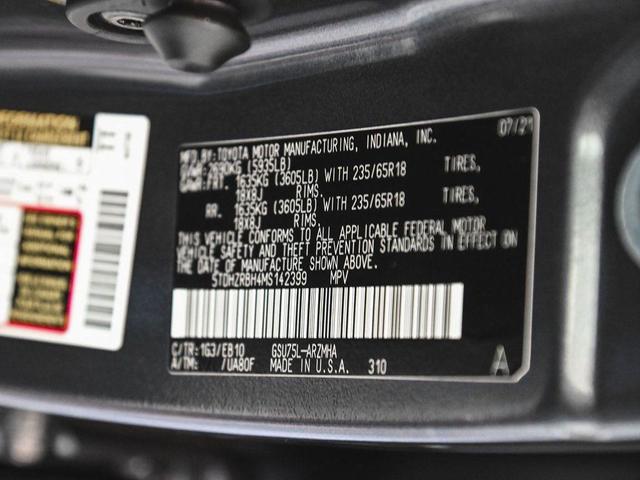 MFD.BY:TOYOTA MOTOR MANUFACTURING, INDIANA, INC. 07/21
GVWR: 2690KG (5935LB)
GAWR:FRT. 1635KG (3605LB) WITH 235/65R18 TIRES,
18X8J RIMS.
RR. 1635KG (3605LB) WITH 235/65R18 TIRES,
18X8J RIMS.
THIS VEHICLE CONFORMS TO ALL APPLICABLE FEDERAL MOTOR
VEHICLE SAFETY AND THEFT PREVENTION STANDARDS IN EFFECT ON
THE DATE OF MANUFACTURE SHOWN ABOVE.
5TDHZRBH4MS142399 MPV
C/TR:1G3/EB10 GSU75L-ARZMHA
A/TM: /UA80F MADE IN U.S.A. 310 A